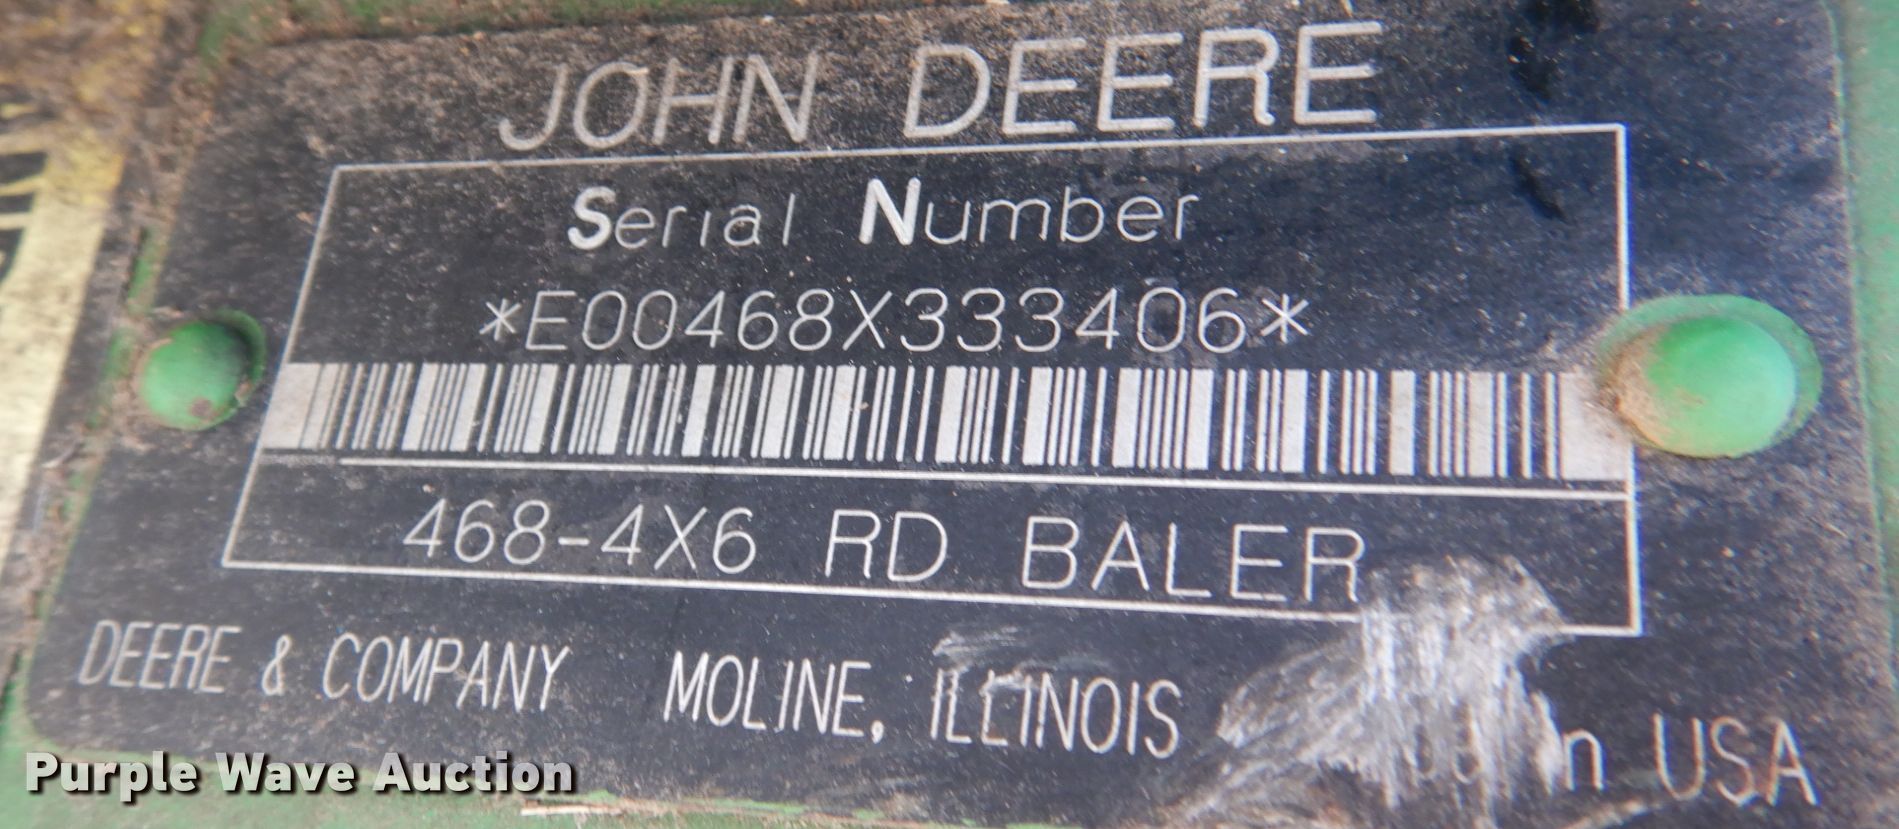 JOHN DEERE
Serial Number
*E00468X333406*
468-4X6 RD BALER
DEERE & COMPANY MOLINE, ILLINOIS USA
Purple Wave Auction